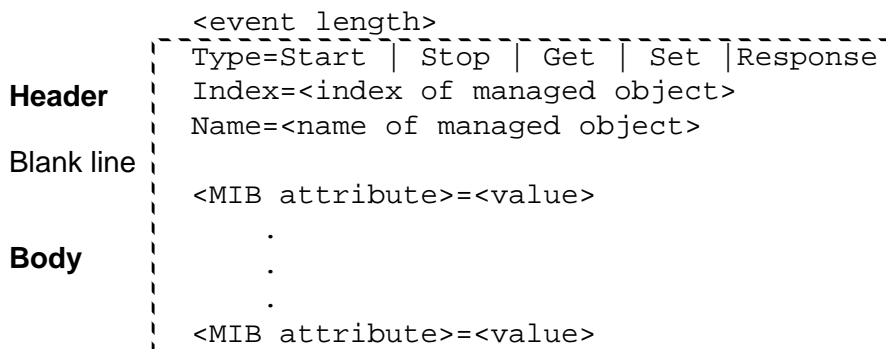 <event length>
Type=Start | Stop | Get | Set |Response
Header
Index=<index of managed object>
Name=<name of managed object>
Blank line
<MIB attribute>=<value>
.
Body
.
.
<MIB attribute>=<value>